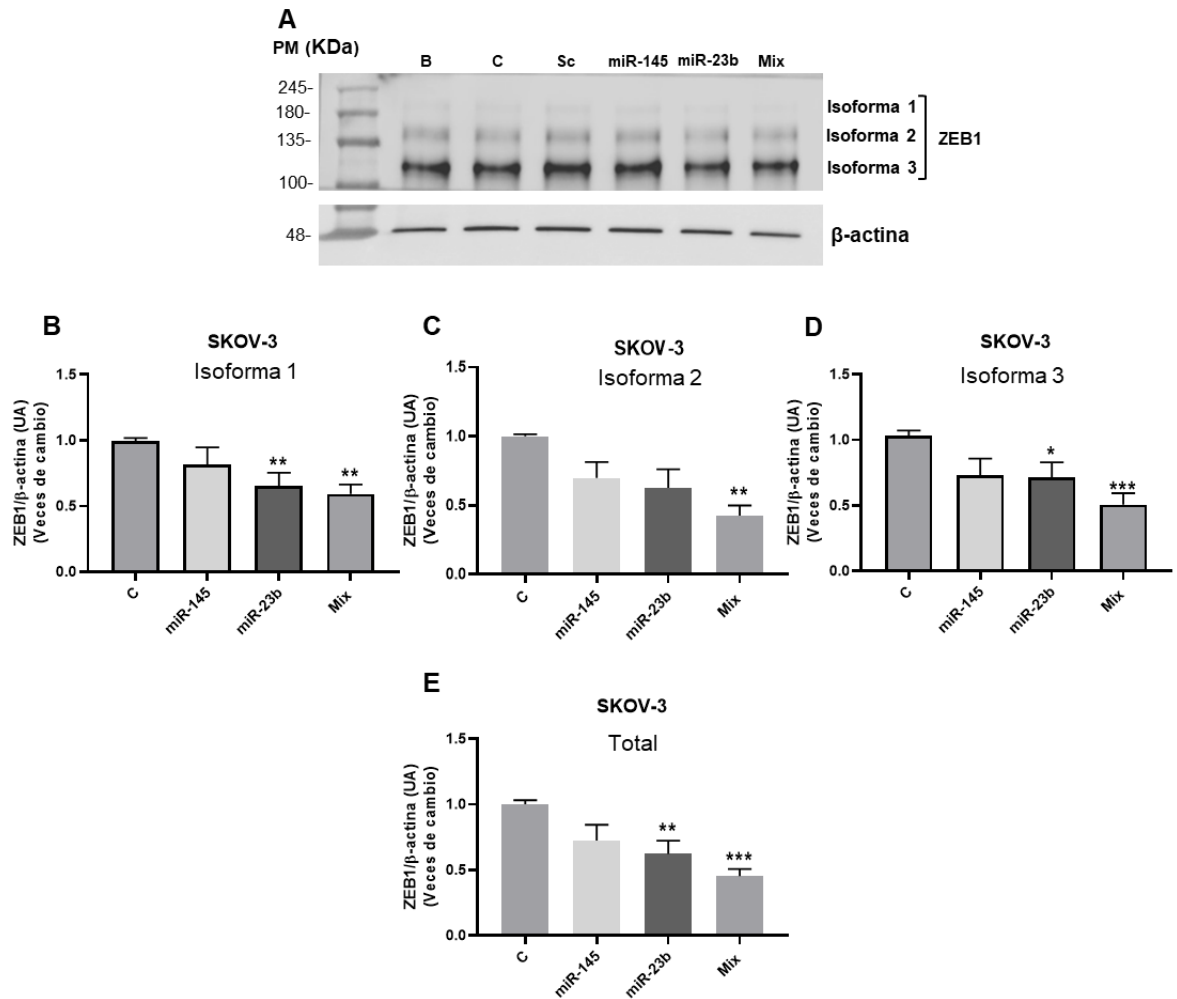 A
PM (KDa)
B C Sc miR-145 miR-23b Mix
245-
180-
135-
100-
48-
Isoforma 1
Isoforma 2
Isoforma 3
ZEB1
β-actina
B
SKOV-3
Isoforma 1
ZEB1/β-actina (UA)
(Veces de cambio)
1.5
1.0
0.5
0.0
** **
C miR-145 miR-23b Mix
C
SKOV-3
Isoforma 2
ZEB1/β-actina (UA)
(Veces de cambio)
1.5
1.0
0.5
0.0
**
C miR-145 miR-23b Mix
D
SKOV-3
Isoforma 3
ZEB1/β-actina (UA)
(Veces de cambio)
1.5
1.0
0.5
0.0
* ***
C miR-145 miR-23b Mix
E
SKOV-3
Total
ZEB1/β-actina (UA)
(Veces de cambio)
1.5
1.0
0.5
0.0
** ***
C miR-145 miR-23b Mix